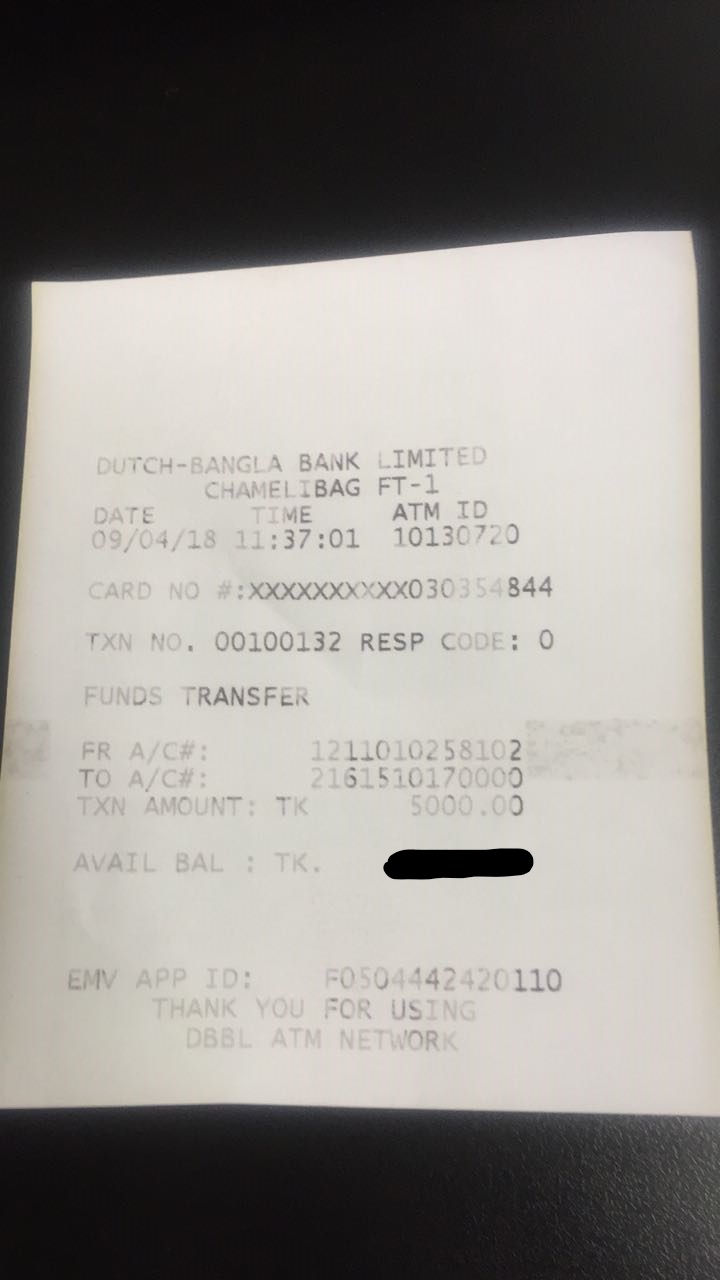 DUTCH-BANGLA BANK LIMITED
CHAMELIBAG FT-1
DATE TIME ATM ID
09/04/18 11:37:01 10130720
CARD NO #:XXXXXXXXXX030354844
TXN NO. 00100132 RESP CODE: 0
FUNDS TRANSFER
FR A/C#: 1211010258102
TO A/C#: 2161510170000
TXN AMOUNT: TK 5000.00
AVAIL BAL : TK.
EMV APP ID: F0504442420110
THANK YOU FOR USING
DBBL ATM NETWORK